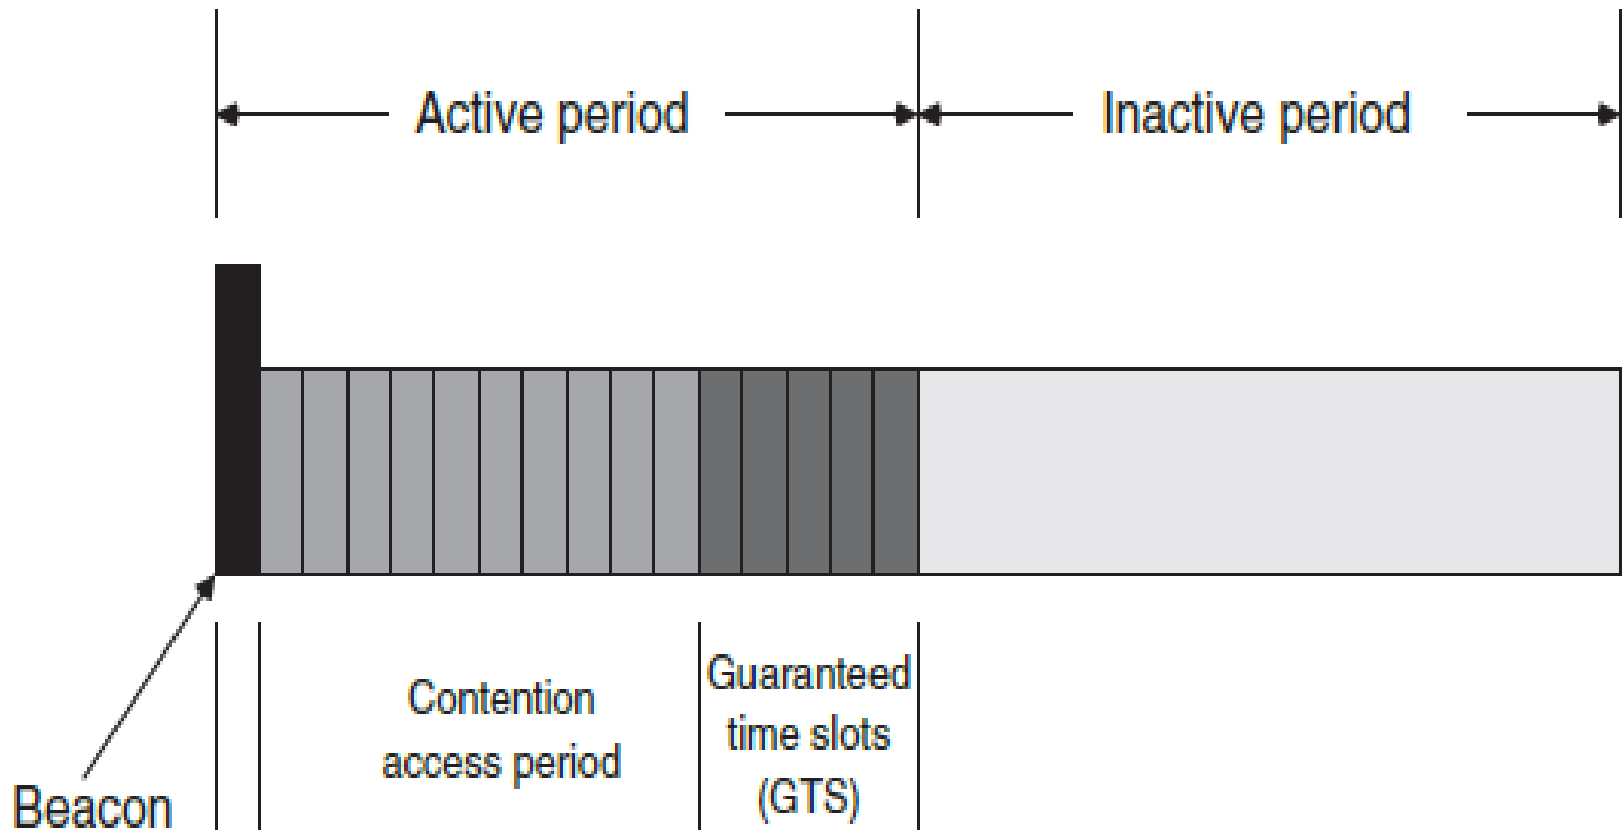 Active period
Inactive period
Contention
access period
Guaranteed
time slots
(GTS)
Beacon